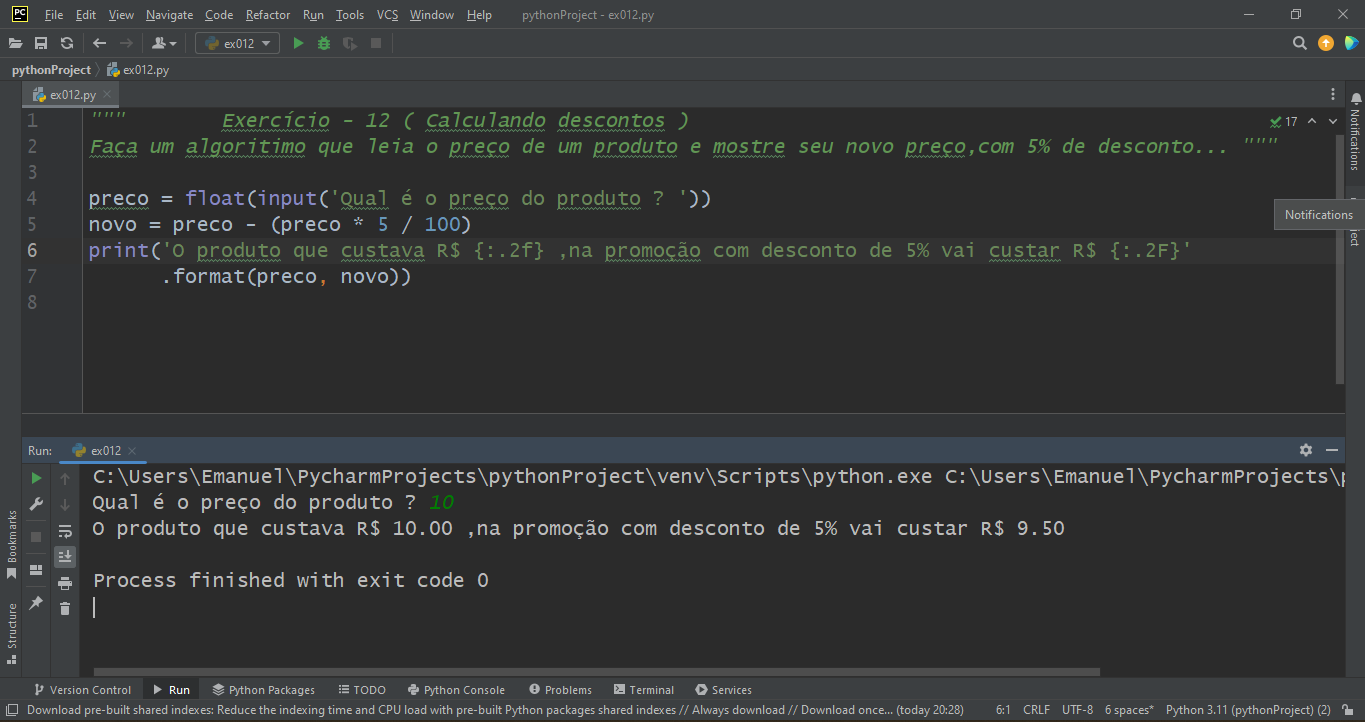 File Edit View Navigate Code Refactor Run Tools VCS Window Help pythonProject - ex012.py
ex012
pythonProject ex012.py
ex012.py
1 """ Exercício - 12 ( Calculando descontos )
17
2 Faça um algoritimo que leia o preço de um produto e mostre seu novo preço,com 5% de desconto... """
3
4 preco = float(input('Qual é o preço do produto ? '))
5 novo = preco - (preco * 5 / 100)
6 print('O produto que custava R$ {:.2f} ,na promoção com desconto de 5% vai custar R$ {:.2F}'
7 .format(preco, novo))
8
Notifications
Notifications
Run: ex012
C:\Users\Emanuel\PycharmProjects\pythonProject\venv\Scripts\python.exe C:\Users\Emanuel\PycharmProjects\
Qual é o preço do produto ? 10
O produto que custava R$ 10.00 ,na promoção com desconto de 5% vai custar R$ 9.50
Process finished with exit code 0
Bookmarks
Structure
Version Control Run Python Packages TODO Python Console Problems Terminal Services
Download pre-built shared indexes: Reduce the indexing time and CPU load with pre-built Python packages shared indexes // Always download // Download once... (today 20:28) 6:1 CRLF UTF-8 6 spaces* Python 3.11 (pythonProject) (2)